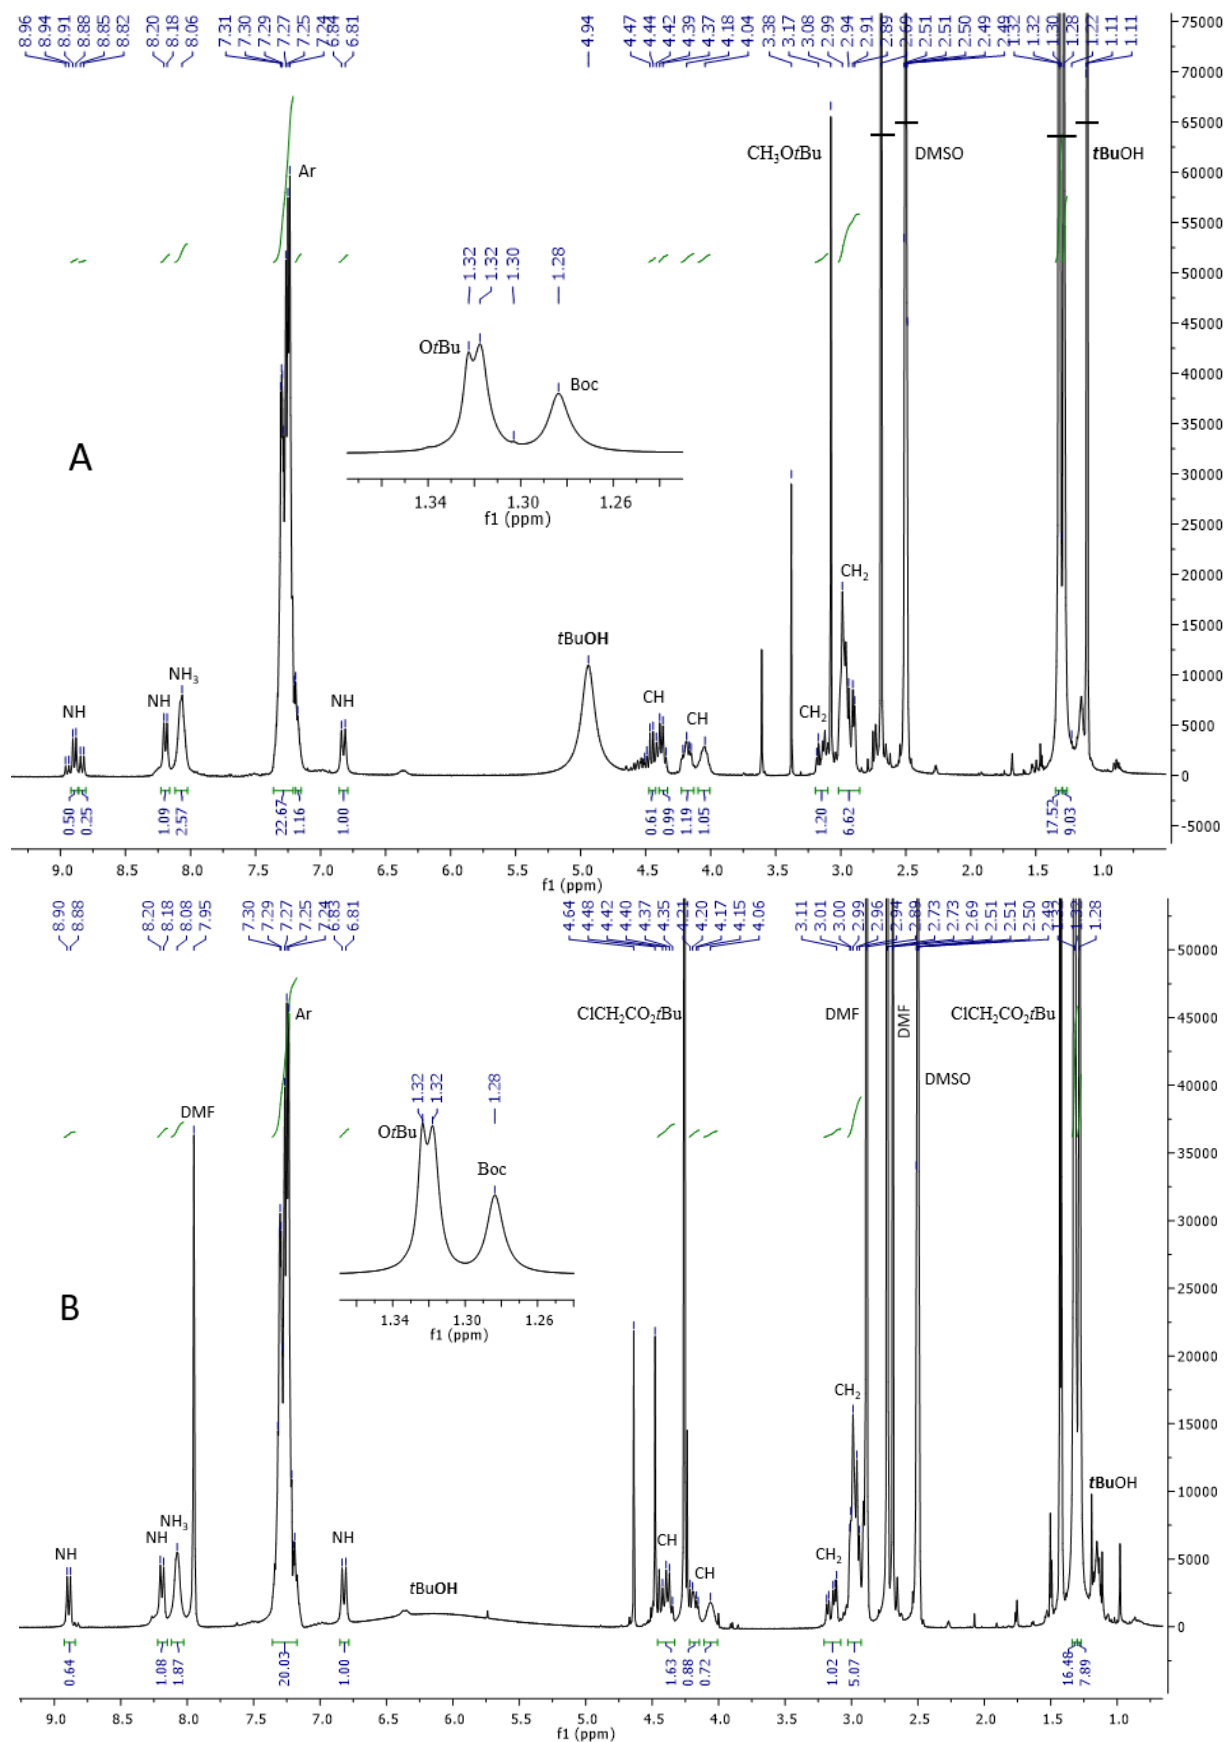 8.96 8.94 8.91 8.88 8.85 8.82 8.20 8.18 8.06 7.31 7.30 7.29 7.27 7.25 7.24 6.84 6.81 4.94 4.47 4.44 4.42 4.39 4.37 4.18 4.04 3.38 3.17 3.08 2.99 2.94 2.91 2.89 2.69 2.51 2.51 2.50 2.49 2.49 1.32 1.32 1.30 1.28 1.22 1.11 1.11
75000
70000
65000
60000
55000
50000
45000
40000
35000
30000
25000
20000
15000
10000
5000
0
-5000
CH₃OtBu
DMSO
tBuOH
Ar
1.32 1.32 1.30 1.28
OtBu
Boc
A
1.34 1.30 1.26
f1 (ppm)
tBuOH
CH₂
NH
NH
NH₃
NH
CH
CH
CH₂
0.50 0.25 1.09 2.57 22.67 1.16 1.00 0.61 0.99 1.19 1.05 1.20 6.62 17.52 9.03
9.0 8.5 8.0 7.5 7.0 6.5 6.0 5.5 5.0 4.5 4.0 3.5 3.0 2.5 2.0 1.5 1.0
f1 (ppm)
8.90 8.88 8.20 8.18 8.08 7.95 7.30 7.29 7.27 7.25 7.24 6.83 6.81 4.64 4.48 4.42 4.40 4.37 4.35 4.21 4.20 4.17 4.15 4.06 3.11 3.01 3.00 2.99 2.96 2.94 2.89 2.73 2.73 2.69 2.51 2.51 2.50 2.49 1.32 1.32 1.28
50000
45000
40000
35000
30000
25000
20000
15000
10000
5000
0
Ar
ClCH₂CO₂tBu
DMF
DMF
ClCH₂CO₂tBu
DMSO
DMF
1.32 1.32 1.28
OtBu
Boc
B
1.34 1.30 1.26
f1 (ppm)
CH₂
tBuOH
NH
NH
NH₃
NH
tBuOH
CH
CH
CH₂
0.64 1.08 1.87 20.03 1.00 1.63 0.88 0.72 1.02 5.07 16.48 7.89
9.0 8.5 8.0 7.5 7.0 6.5 6.0 5.5 5.0 4.5 4.0 3.5 3.0 2.5 2.0 1.5 1.0
f1 (ppm)